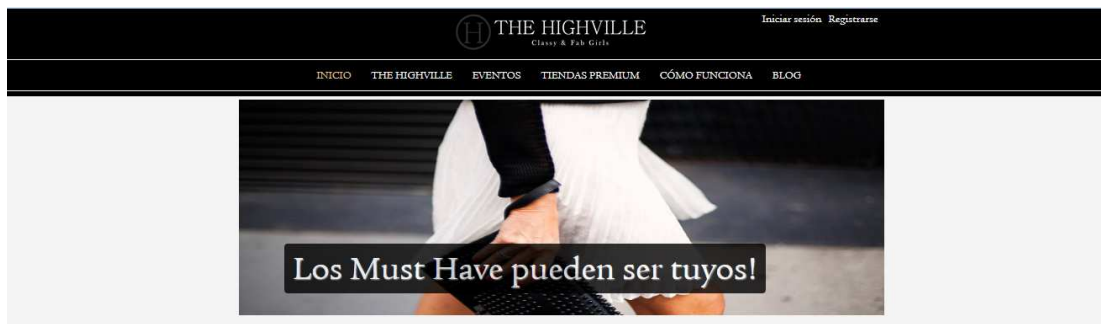 H THE HIGHVILLE
Classy & Fab Girls
Iniciar sesión Registrarse
INICIO THE HIGHVILLE EVENTOS TIENDAS PREMIUM CÓMO FUNCIONA BLOG
Los Must Have pueden ser tuyos!